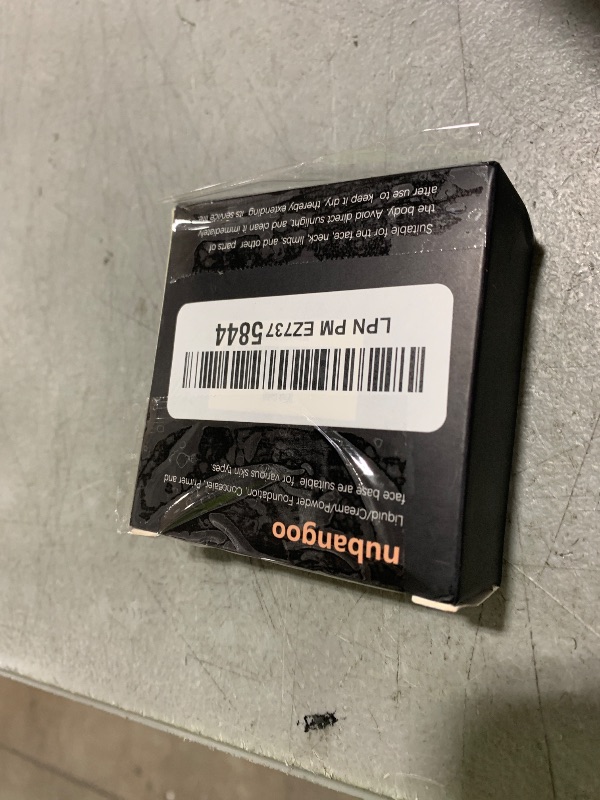 nubangoo
Liquid/Cream/Powder Foundation, Concealer, Primer and
face base are suitable for various skin types
LPN PM EZ7375844
Suitable for the face, neck, limbs, and other parts of
the body, Avoid direct sunlight, and clean it immediately
after use to keep it dry, thereby extending its service life